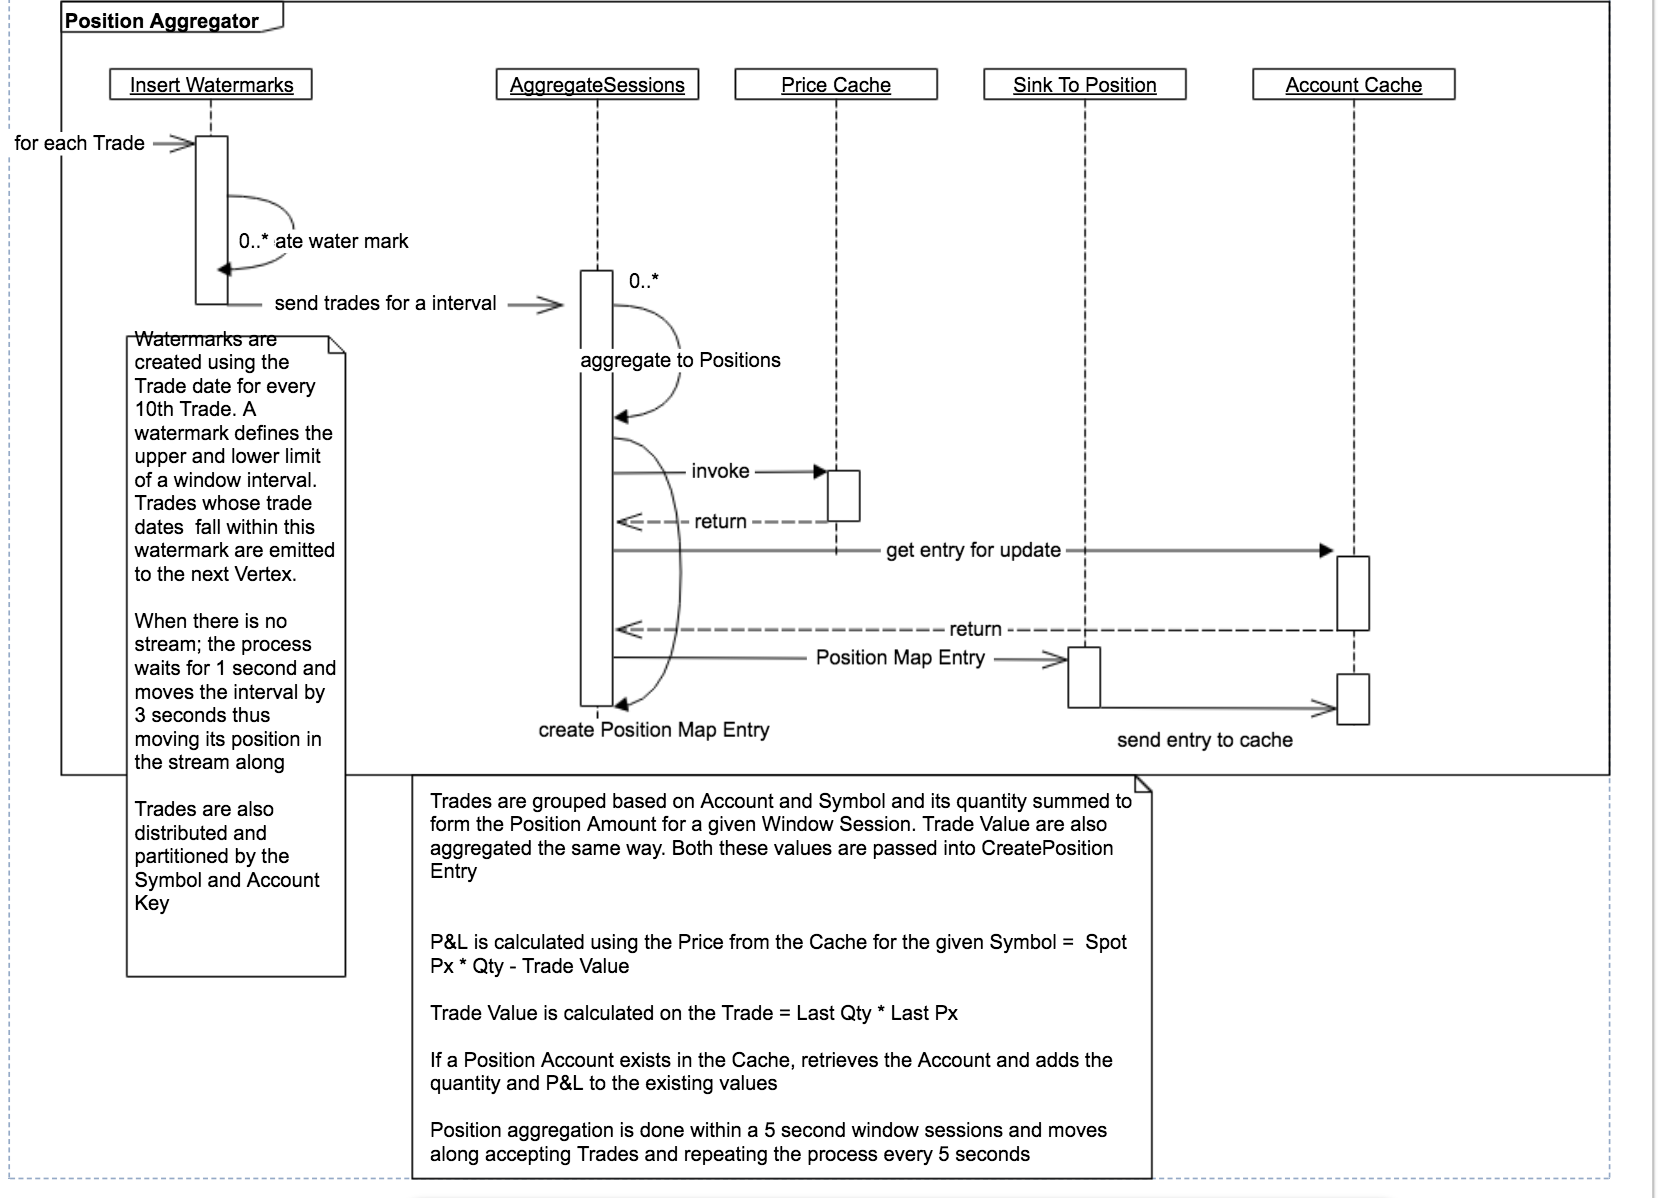 Position Aggregator
Insert Watermarks
AggregateSessions
Price Cache
Sink To Position
Account Cache
for each Trade
0..* ate water mark
send trades for a interval
0..*
aggregate to Positions
invoke
return
get entry for update
return
Position Map Entry
create Position Map Entry
send entry to cache
Watermarks are
created using the
Trade date for every
10th Trade. A
watermark defines the
upper and lower limit
of a window interval.
Trades whose trade
dates  fall within this
watermark are emitted
to the next Vertex.
When there is no
stream; the process
waits for 1 second and
moves the interval by
3 seconds thus
moving its position in
the stream along
Trades are also
distributed and
partitioned by the
Symbol and Account
Key
Trades are grouped based on Account and Symbol and its quantity summed to
form the Position Amount for a given Window Session. Trade Value are also
aggregated the same way. Both these values are passed into CreatePosition
Entry
P&L is calculated using the Price from the Cache for the given Symbol =  Spot
Px * Qty - Trade Value
Trade Value is calculated on the Trade = Last Qty * Last Px
If a Position Account exists in the Cache, retrieves the Account and adds the
quantity and P&L to the existing values
Position aggregation is done within a 5 second window sessions and moves
along accepting Trades and repeating the process every 5 seconds